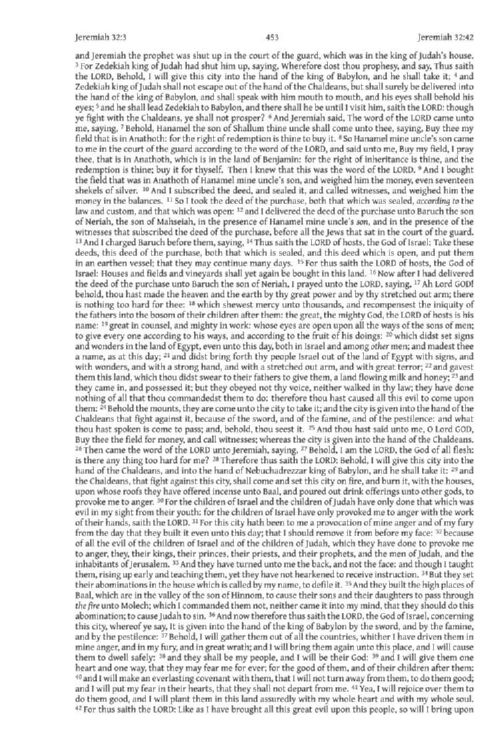 Jeremiah 32:3 453 Jeremiah 32:42
and Jeremiah the prophet was shut up in the court of the guard, which was in the king of Judah's house.
3 For Zedekiah king of Judah had shut him up, saying, Wherefore dost thou prophesy, and say, Thus saith
the LORD, Behold, I will give this city into the hand of the king of Babylon, and he shall take it; 4 and
Zedekiah king of Judah shall not escape out of the hand of the Chaldeans, but shall surely be delivered into
the hand of the king of Babylon, and shall speak with him mouth to mouth, and his eyes shall behold his
eyes; 5 and he shall lead Zedekiah to Babylon, and there shall he be until I visit him, saith the LORD: though
ye fight with the Chaldeans, ye shall not prosper? 6 And Jeremiah said, The word of the LORD came unto
me, saying, 7 Behold, Hanamel the son of Shallum thine uncle shall come unto thee, saying, Buy thee my
field that is in Anathoth: for the right of redemption is thine to buy it. 8 So Hanamel mine uncle's son came
to me in the court of the guard according to the word of the LORD, and said unto me, Buy my field, I pray
thee, that is in Anathoth, which is in the land of Benjamin: for the right of inheritance is thine, and the
redemption is thine; buy it for thyself. Then I knew that this was the word of the LORD. 9 And I bought
the field that was in Anathoth of Hanamel mine uncle's son, and weighed him the money, even seventeen
shekels of silver. 10 And I subscribed the deed, and sealed it, and called witnesses, and weighed him the
money in the balances. 11 So I took the deed of the purchase, both that which was sealed, according to the
law and custom, and that which was open: 12 and I delivered the deed of the purchase unto Baruch the son
of Neriah, the son of Mahseiah, in the presence of Hanamel mine uncle's son, and in the presence of the
witnesses that subscribed the deed of the purchase, before all the Jews that sat in the court of the guard.
13 And I charged Baruch before them, saying, 14 Thus saith the LORD of hosts, the God of Israel: Take these
deeds, this deed of the purchase, both that which is sealed, and this deed which is open, and put them
in an earthen vessel; that they may continue many days. 15 For thus saith the LORD of hosts, the God of
Israel: Houses and fields and vineyards shall yet again be bought in this land. 16 Now after I had delivered
the deed of the purchase unto Baruch the son of Neriah, I prayed unto the LORD, saying, 17 Ah Lord GOD!
behold, thou hast made the heaven and the earth by thy great power and by thy stretched out arm; there
is nothing too hard for thee: 18 which shewest mercy unto thousands, and recompensest the iniquity of
the fathers into the bosom of their children after them: the great, the mighty God, the LORD of hosts is his
name: 19 great in counsel, and mighty in work: whose eyes are open upon all the ways of the sons of men;
to give every one according to his ways, and according to the fruit of his doings: 20 which didst set signs
and wonders in the land of Egypt, even unto this day, both in Israel and among other men; and madest thee
a name, as at this day; 21 and didst bring forth thy people Israel out of the land of Egypt with signs, and
with wonders, and with a strong hand, and with a stretched out arm, and with great terror; 22 and gavest
them this land, which thou didst swear to their fathers to give them, a land flowing milk and honey; 23 and
they came in, and possessed it; but they obeyed not thy voice, neither walked in thy law; they have done
nothing of all that thou commandedst them to do: therefore thou hast caused all this evil to come upon
them: 24 Behold the mounts, they are come unto the city to take it; and the city is given into the hand of the
Chaldeans that fight against it, because of the sword, and of the famine, and of the pestilence: and what
thou hast spoken is come to pass; and, behold, thou seest it. 25 And thou hast said unto me, O Lord GOD,
Buy thee the field for money, and call witnesses; whereas the city is given into the hand of the Chaldeans.
26 Then came the word of the LORD unto Jeremiah, saying, 27 Behold, I am the LORD, the God of all flesh:
is there any thing too hard for me? 28 Therefore thus saith the LORD: Behold, I will give this city into the
hand of the Chaldeans, and into the hand of Nebuchadrezzar king of Babylon, and he shall take it: 29 and
the Chaldeans, that fight against this city, shall come and set this city on fire, and burn it, with the houses,
upon whose roofs they have offered incense unto Baal, and poured out drink offerings unto other gods, to
provoke me to anger. 30 For the children of Israel and the children of Judah have only done that which was
evil in my sight from their youth: for the children of Israel have only provoked me to anger with the work
of their hands, saith the LORD. 31 For this city hath been to me a provocation of mine anger and of my fury
from the day that they built it even unto this day; that I should remove it from before my face: 32 because
of all the evil of the children of Israel and of the children of Judah, which they have done to provoke me
to anger, they, their kings, their princes, their priests, and their prophets, and the men of Judah, and the
inhabitants of Jerusalem. 33 And they have turned unto me the back, and not the face: and though I taught
them, rising up early and teaching them, yet they have not hearkened to receive instruction. 34 But they set
their abominations in the house which is called by my name, to defile it. 35 And they built the high places of
Baal, which are in the valley of the son of Hinnom, to cause their sons and their daughters to pass through
the fire unto Molech; which I commanded them not, neither came it into my mind, that they should do this
abomination; to cause Judah to sin. 36 And now therefore thus saith the LORD, the God of Israel, concerning
this city, whereof ye say, It is given into the hand of the king of Babylon by the sword, and by the famine,
and by the pestilence: 37 Behold, I will gather them out of all the countries, whither I have driven them in
mine anger, and in my fury, and in great wrath; and I will bring them again unto this place, and I will cause
them to dwell safely: 38 and they shall be my people, and I will be their God: 39 and I will give them one
heart and one way, that they may fear me for ever; for the good of them, and of their children after them:
40 and I will make an everlasting covenant with them, that I will not turn away from them, to do them good;
and I will put my fear in their hearts, that they shall not depart from me. 41 Yea, I will rejoice over them to
do them good, and I will plant them in this land assuredly with my whole heart and with my whole soul.
42 For thus saith the LORD: Like as I have brought all this great evil upon this people, so will I bring upon